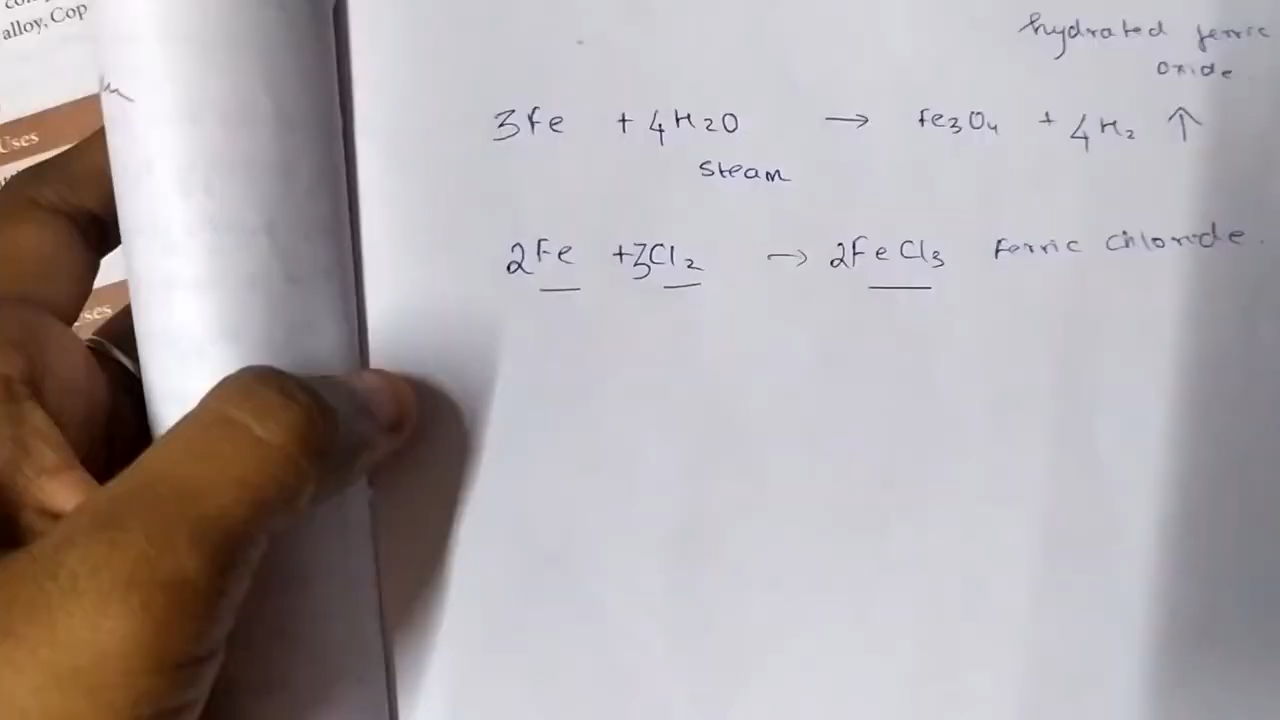 alloy, Cop
Uses
hydrated ferric
oxide
3Fe + 4H2O → Fe3O4 + 4H2 ↑
steam
2Fe +3Cl2 → 2FeCl3 Ferric chloride.